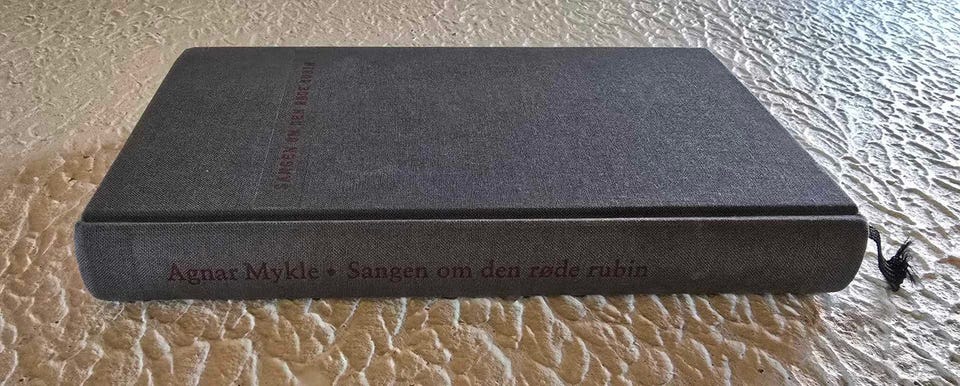 SANGEN OM DEN RØDE RUBIN
Agnar Mykle • Sangen om den røde rubin